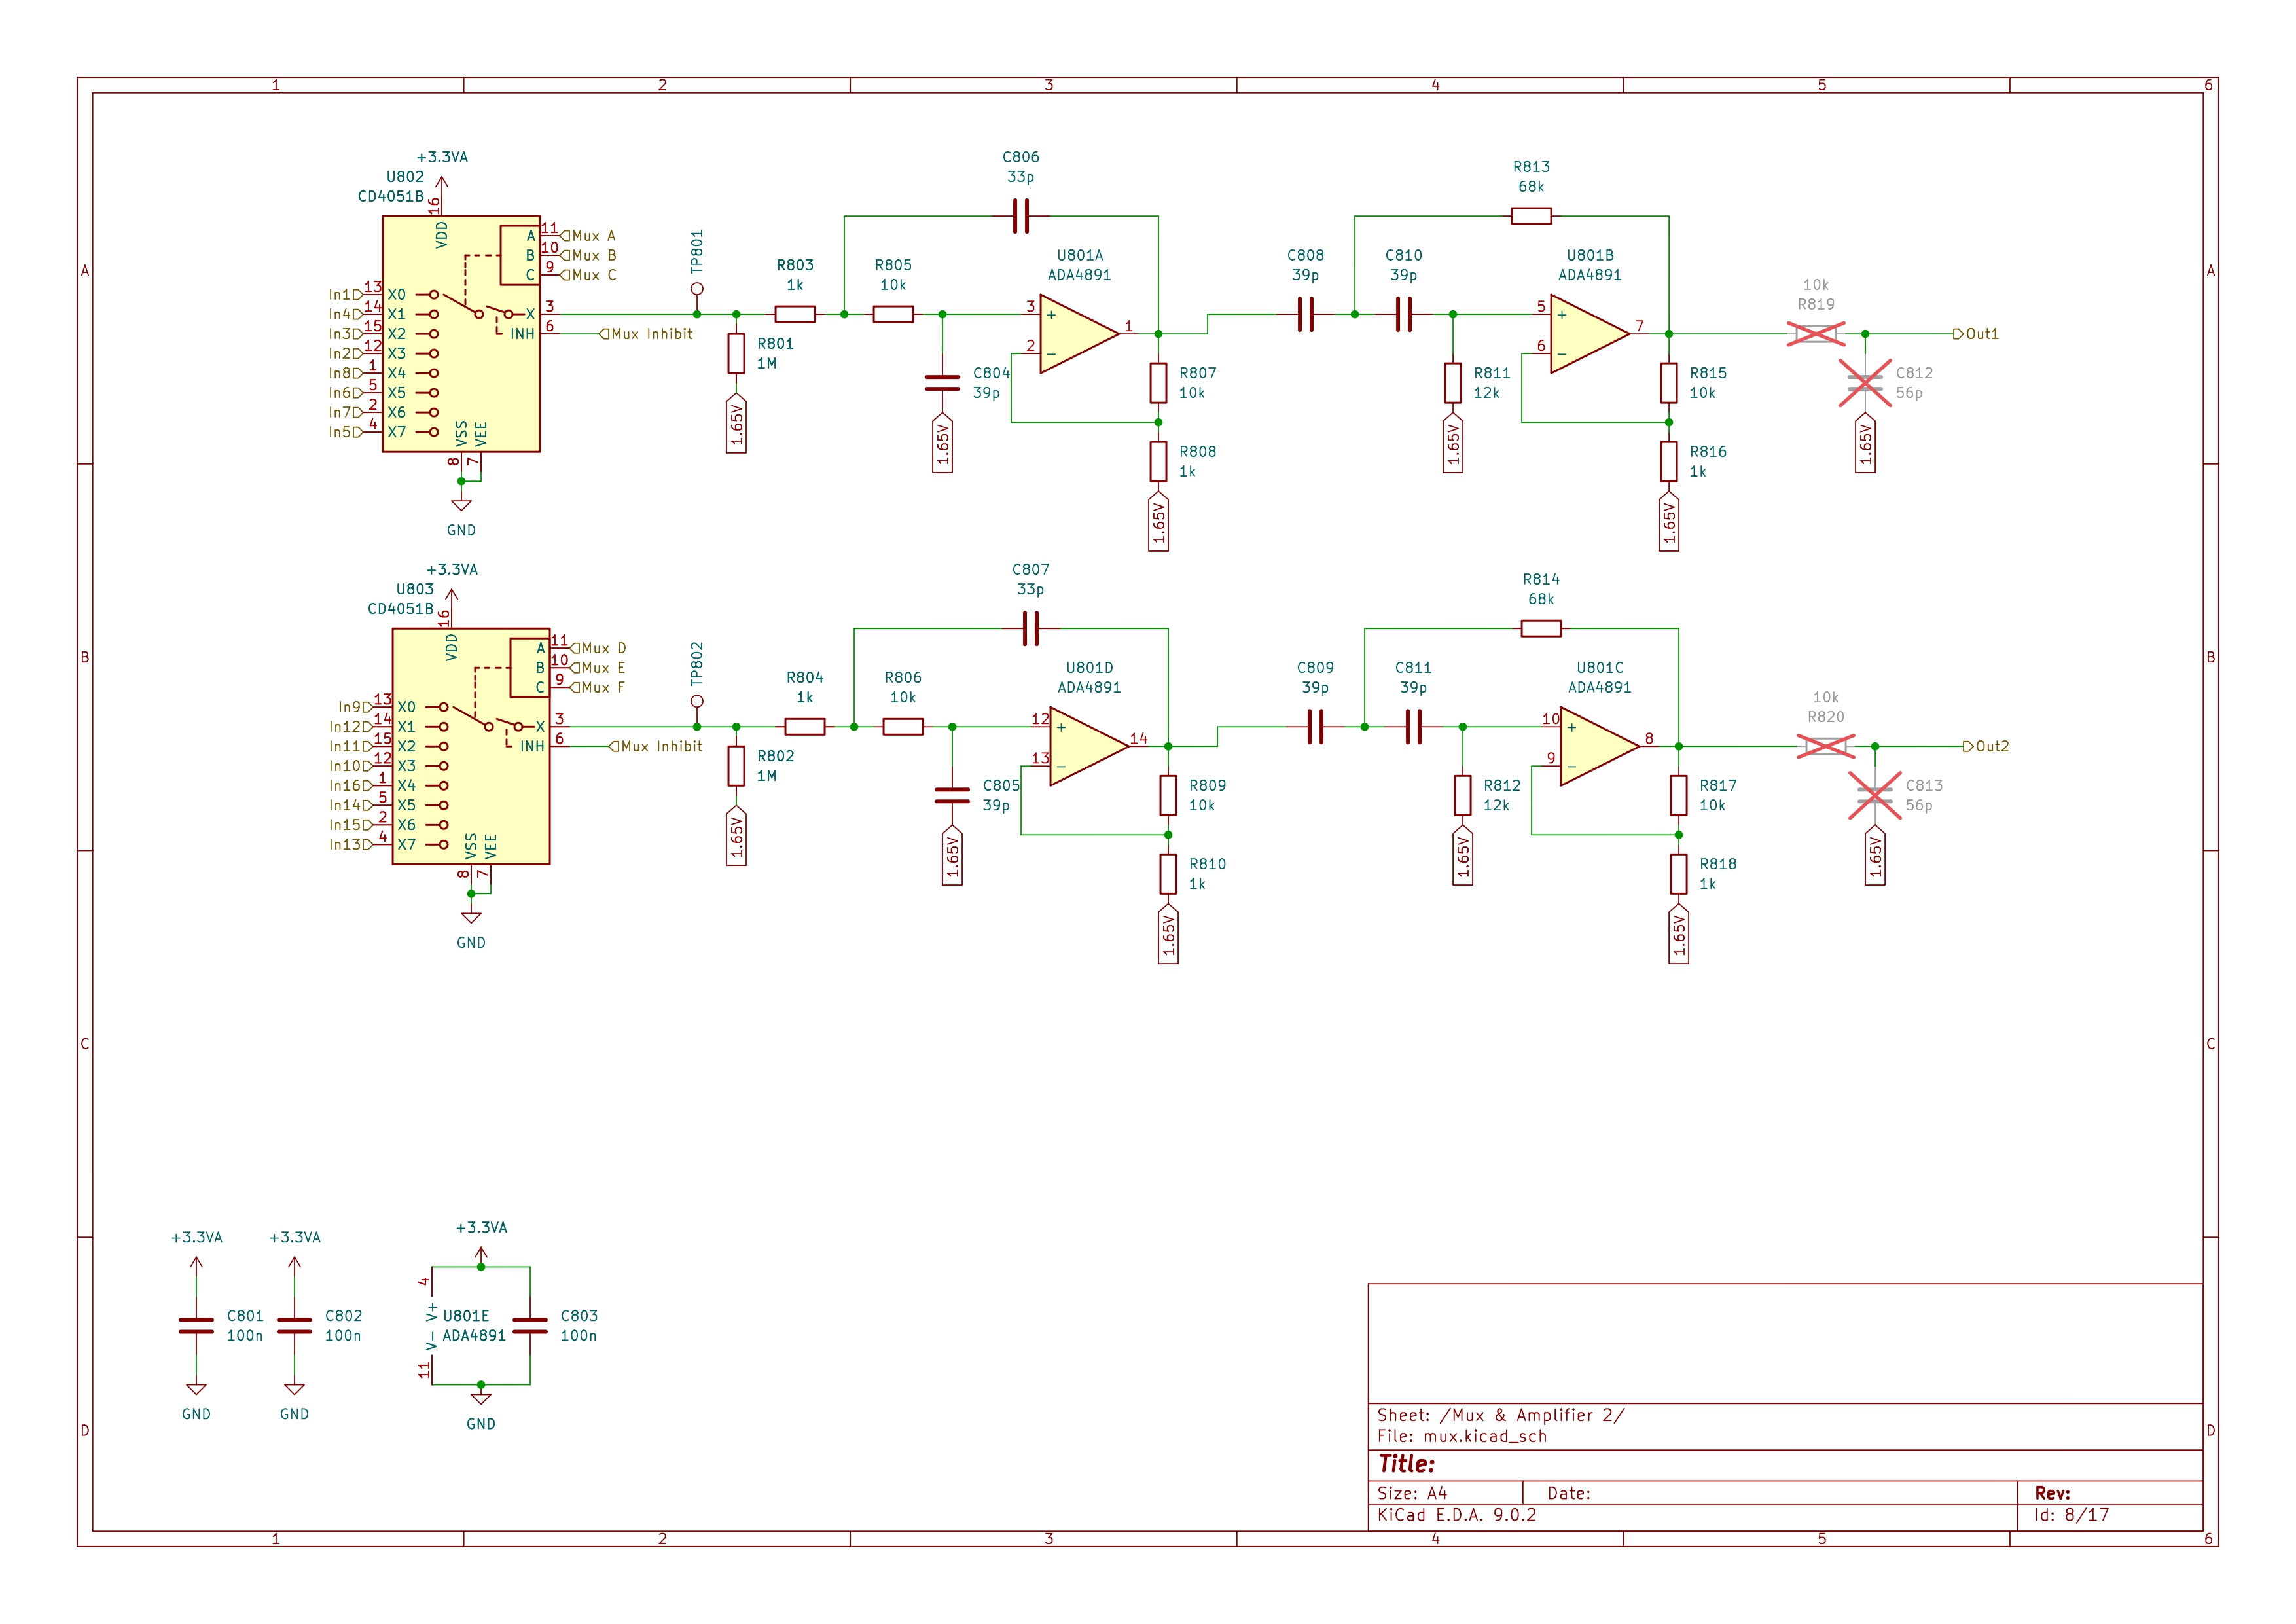 1 2 3 4 5 6
+3.3VA
U802
CD4051B
16
VDD
A 11 Mux A
B 10 Mux B
C 9 Mux C
In1 13 X0
In4 14 X1
In3 15 X2
In2 12 X3
In8 1 X4
In6 5 X5
In7 2 X6
In5 4 X7
X 3
INH 6 Mux Inhibit
VSS VEE
8 7
GND
TP801
R801
1M
1.65V
R803
1k
R805
10k
C806
33p
C804
39p
1.65V
U801A
ADA4891
3 +
2 −
1
R807
10k
R808
1k
1.65V
C808
39p
C810
39p
R813
68k
R811
12k
1.65V
U801B
ADA4891
5 +
6 −
7
R815
10k
R816
1k
1.65V
10k
R819
C812
56p
1.65V
Out1
A A
+3.3VA
U803
CD4051B
16
VDD
A 11 Mux D
B 10 Mux E
C 9 Mux F
In9 13 X0
In12 14 X1
In11 15 X2
In10 12 X3
In16 1 X4
In14 5 X5
In15 2 X6
In13 4 X7
X 3
INH 6 Mux Inhibit
VSS VEE
8 7
GND
TP802
R802
1M
1.65V
R804
1k
R806
10k
C807
33p
C805
39p
1.65V
U801D
ADA4891
12 +
13 −
14
R809
10k
R810
1k
1.65V
C809
39p
C811
39p
R814
68k
R812
12k
1.65V
U801C
ADA4891
10 +
9 −
8
R817
10k
R818
1k
1.65V
10k
R820
C813
56p
1.65V
Out2
B B
C C
+3.3VA
C801
100n
GND
+3.3VA
C802
100n
GND
+3.3VA
4
V+
U801E
ADA4891
V−
11
C803
100n
GND
D D
Sheet: /Mux & Amplifier 2/
File: mux.kicad_sch
Title:
Size: A4 Date: Rev:
KiCad E.D.A. 9.0.2 Id: 8/17
1 2 3 4 5 6